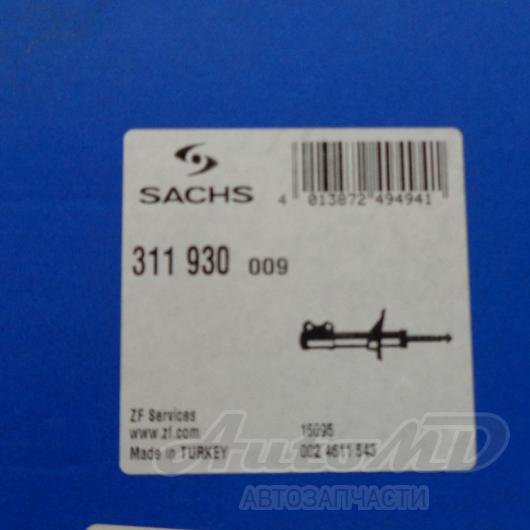 SACHS
4 013872 494941
311 930 009
ZF Services
www.zf.com
Made in TURKEY
15095
002 4611 543
AutoMD
АВТОЗАПЧАСТИ